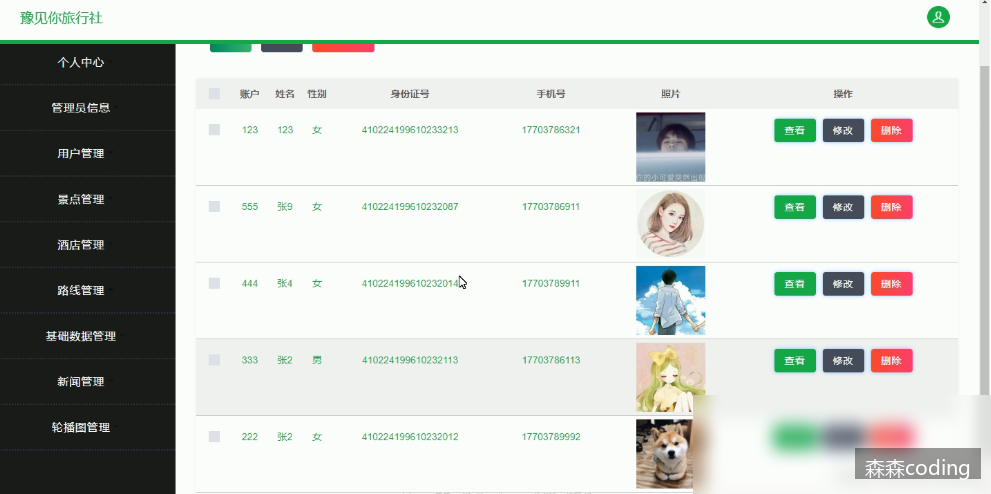 豫见你旅行社
个人中心
管理员信息
用户管理
景点管理
酒店管理
路线管理
基础数据管理
新闻管理
轮播图管理
账户 姓名 性别 身份证号 手机号 照片 操作
123 123 女 410224199610233213 17703786321 查看 修改 删除
555 张9 女 410224199610232087 17703786911 查看 修改 删除
444 张4 女 410224199610232014 17703789911 查看 修改 删除
333 张2 男 410224199610232113 17703786113 查看 修改 删除
222 张2 女 410224199610232012 17703789992
森森coding